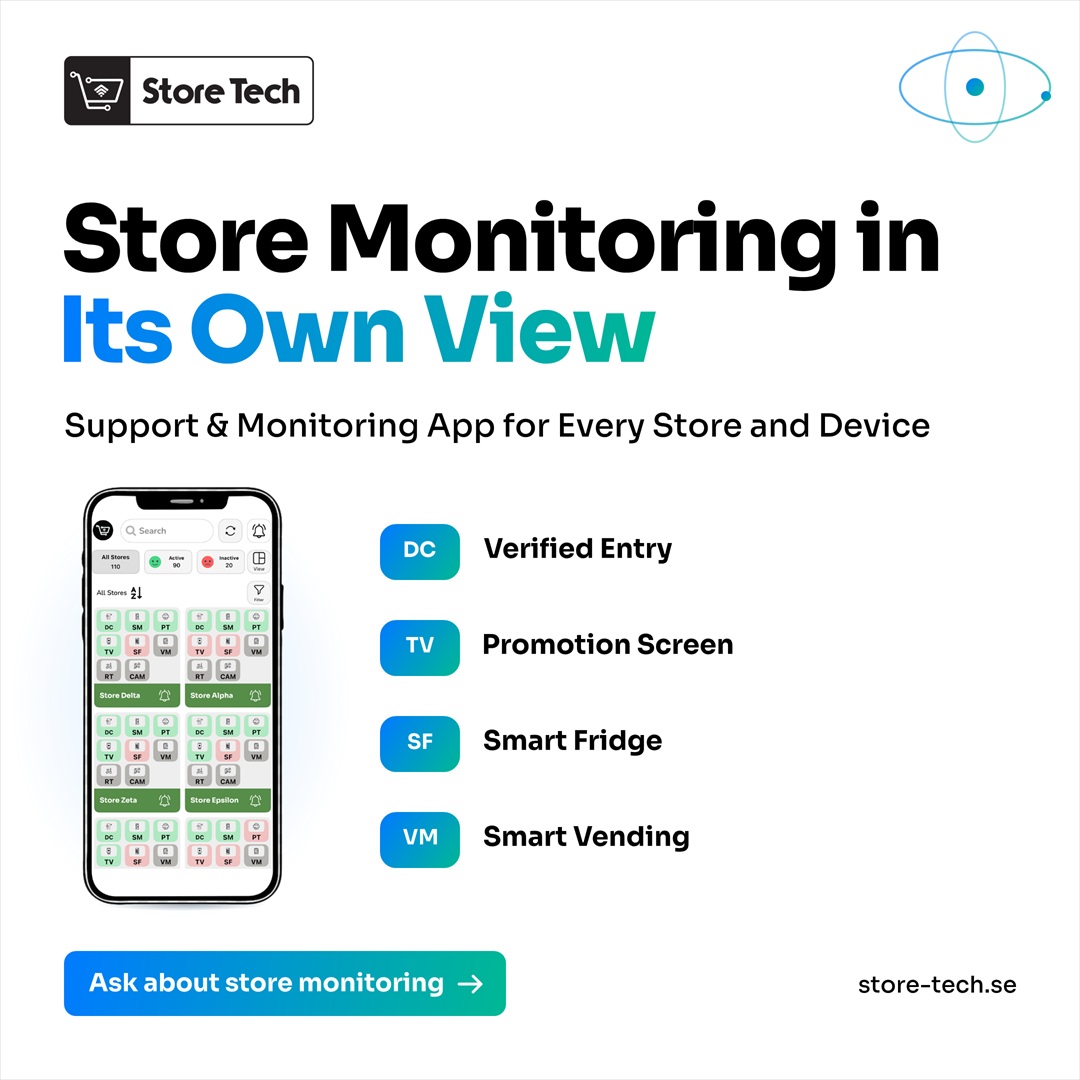 Store Tech
Store Monitoring in
Its Own View
Support & Monitoring App for Every Store and Device
Search
All Stores
110
Active
90
Inactive
20
View
All Stores
A
Z
Filter
DC SM PT DC SM PT
TV SF VM TV SF VM
RT CAM RT CAM
Store Delta Store Alpha
DC SM PT DC SM PT
TV SF VM TV SF VM
RT CAM RT CAM
Store Zeta Store Epsilon
DC SM PT DC SM PT
TV SF VM TV SF VM
DC Verified Entry
TV Promotion Screen
SF Smart Fridge
VM Smart Vending
Ask about store monitoring →
store-tech.se